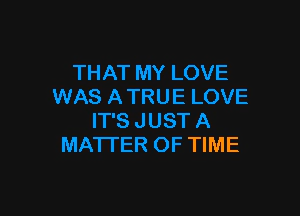 THAT MY LOVE
WAS A TRUE LOVE
IT'S JUST A
MATTER OF TIME